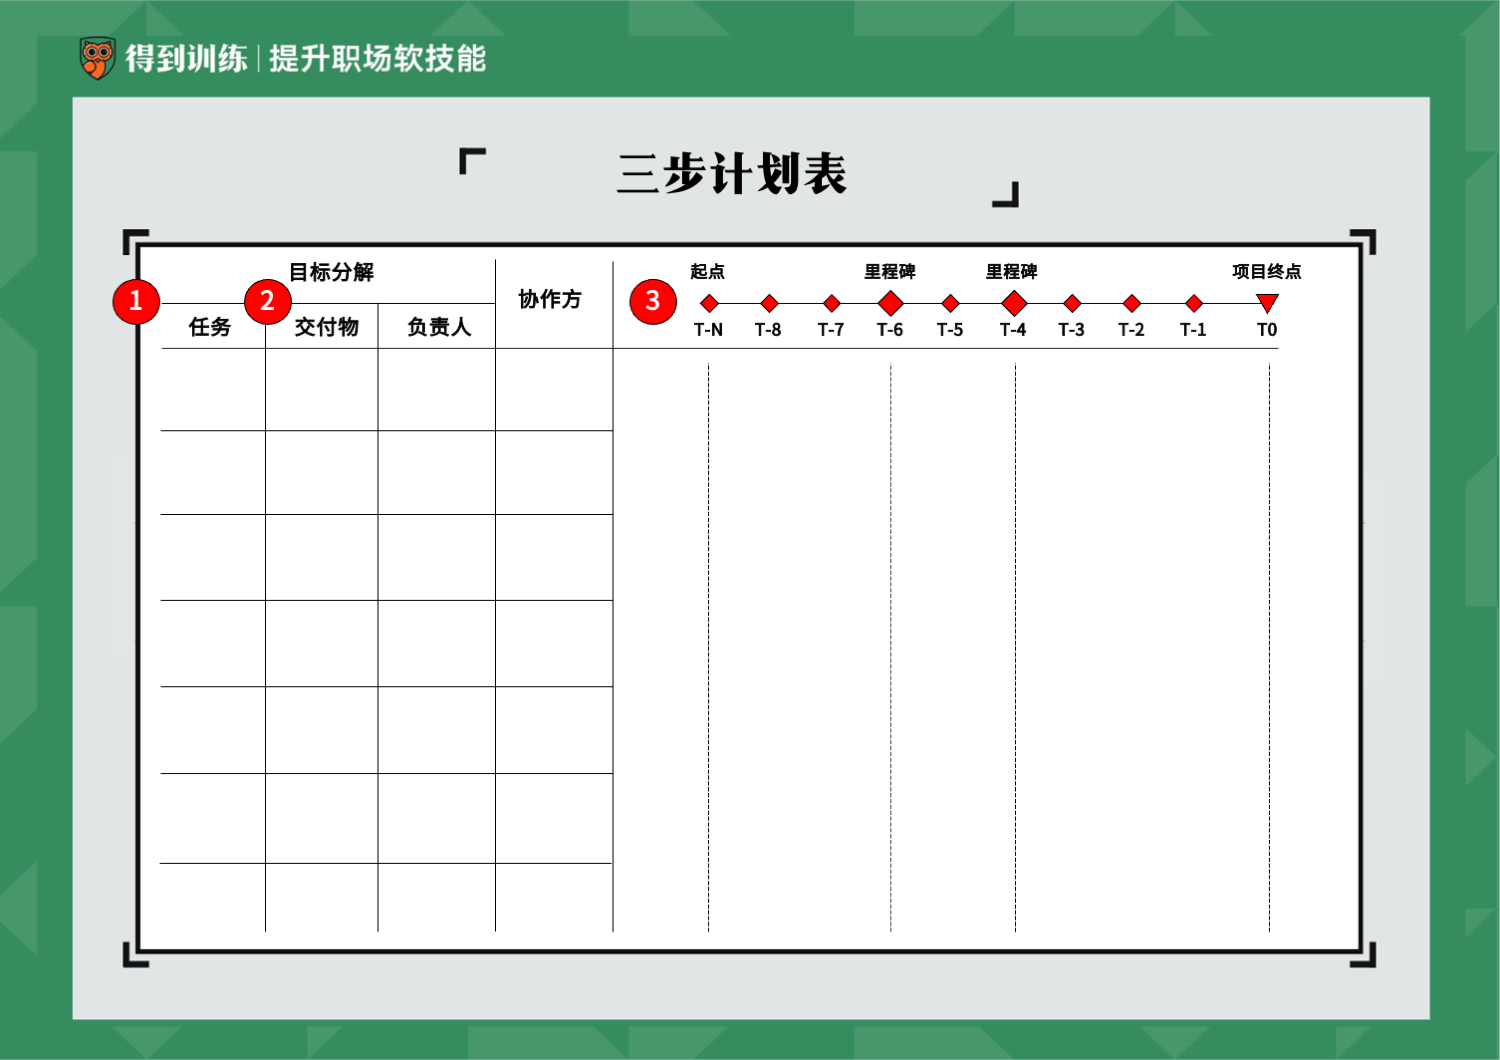 得到训练|提升职场软技能
三步计划表
目标分解
协作方
起点 里程碑 里程碑 项目终点
1 2 3
任务 交付物 负责人
T-N T-8 T-7 T-6 T-5 T-4 T-3 T-2 T-1 T0